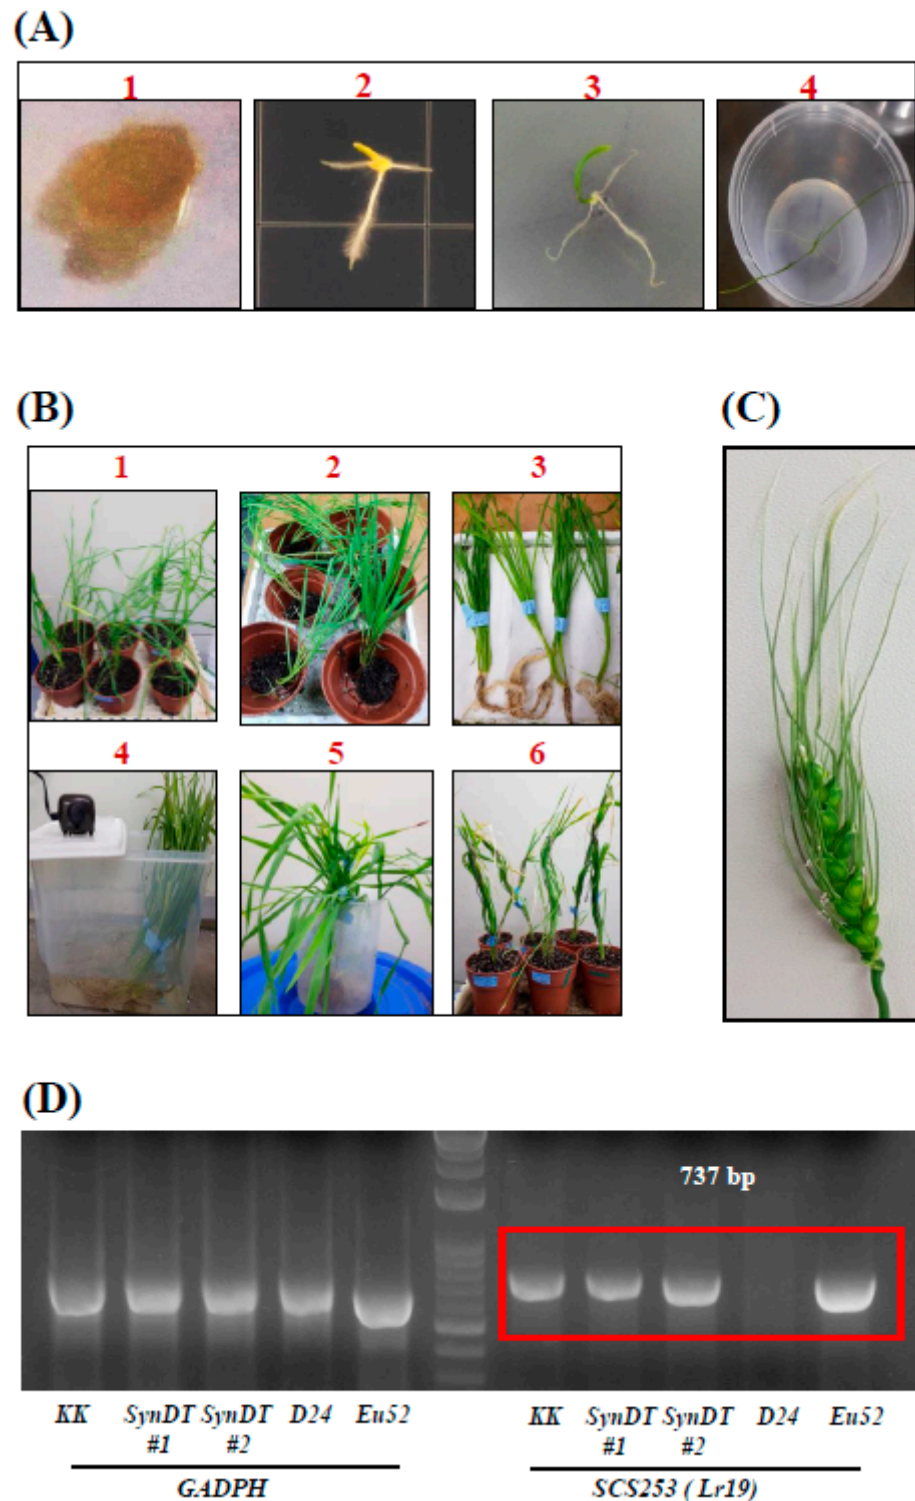 (A)
1 2 3 4
(B) (C)
1 2 3
4 5 6
(D)
737 bp
KK SynDT SynDT D24 Eu52 KK SynDT SynDT D24 Eu52
#1 #2 #1 #2
GADPH SCS253 ( Lr19)